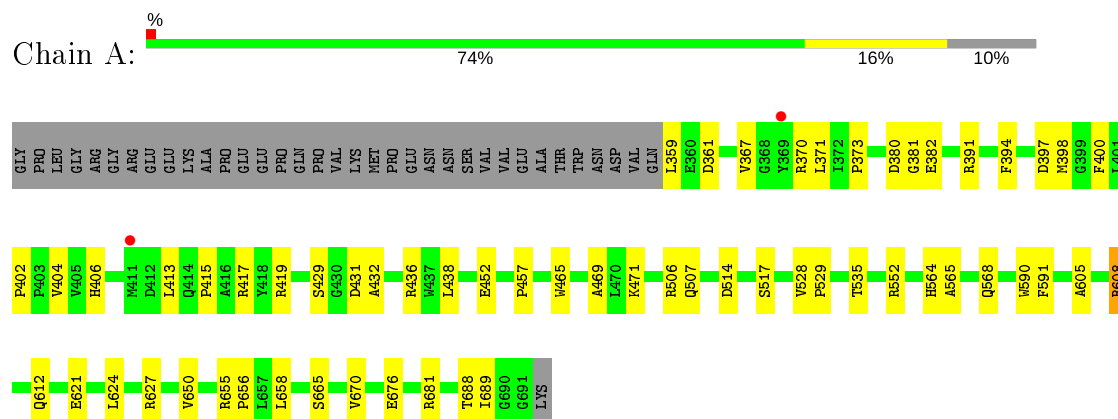 %
Chain A:
74% 16% 10%
GLY PRO LEU GLY ARG GLY ARG GLU GLU LYS ALA PRO GLU GLU PRO GLN PRO VAL LYS MET PRO GLU ASN ASN SER VAL VAL GLU ALA THR TRP ASN ASP VAL GLN L359 E360 D361 V367 G368 Y369 R370 L371 I372 P373 D380 G381 E382 R391 F394 D397 M398 G399 F400 L401
P402 P403 V404 V405 H406 M411 D412 L413 Q414 P415 A416 R417 Y418 R419 S429 G430 D431 A432 R436 W437 L438 E452 P457 W465 A469 L470 K471 R506 Q507 D514 S517 V528 P529 T535 R552 H564 A565 Q568 W590 F591 A605 R608
Q612 E621 L624 R627 V650 R655 P656 L657 L658 S665 V670 E676 R681 T688 I689 G690 G691 LYS